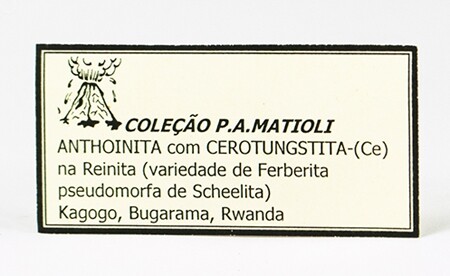 COLEÇÃO P.A.MATIOLI
ANTHOINITA com CEROTUNGSTITA-(Ce)
na Reinita (variedade de Ferberita
pseudomorfa de Scheelita)
Kagogo, Bugarama, Rwanda